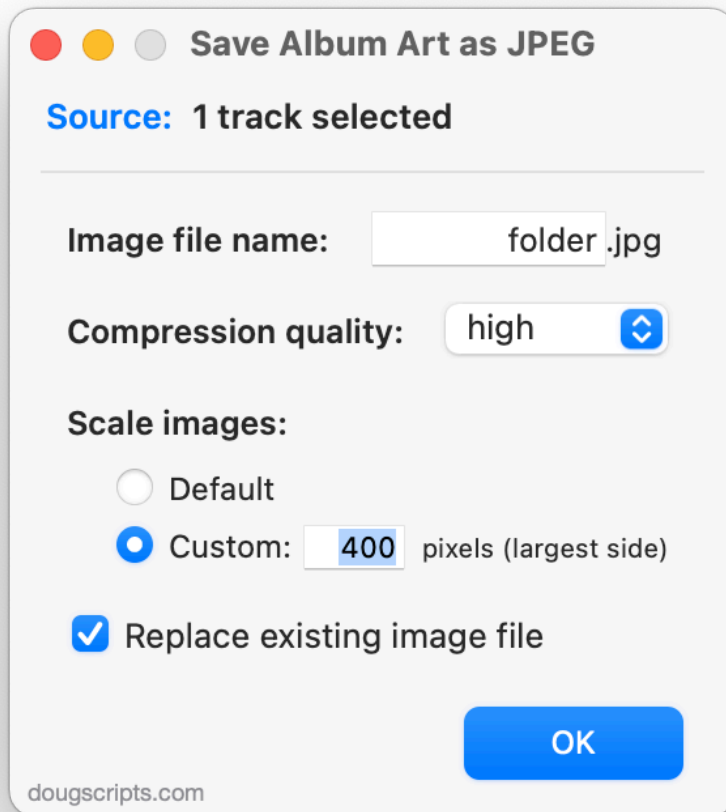 Save Album Art as JPEG
Source: 1 track selected
Image file name: folder.jpg
Compression quality: high
Scale images:
Default
Custom: 400 pixels (largest side)
Replace existing image file
OK
dougscripts.com